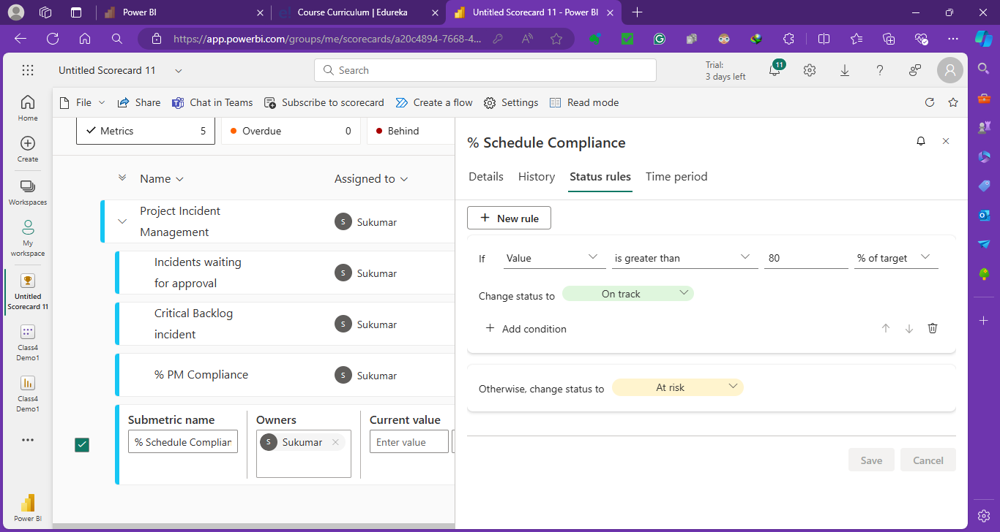 Power BI
Course Curriculum | Edureka
Untitled Scorecard 11 - Power BI
https://app.powerbi.com/groups/me/scorecards/a20c4894-7668-4...
Untitled Scorecard 11
Search
Trial:
3 days left
11
File
Share
Chat in Teams
Subscribe to scorecard
Create a flow
Settings
Read mode
Home
Create
Workspaces
My
workspace
Untitled
Scorecard 11
Class4
Demo1
Class4
Demo1
Power BI
Metrics 5
Overdue 0
Behind
Name
Assigned to
Project Incident
Management
S Sukumar
Incidents waiting
for approval
S Sukumar
Critical Backlog
incident
S Sukumar
% PM Compliance
S Sukumar
Submetric name
Owners
Current value
% Schedule Complian
S Sukumar
Enter value
% Schedule Compliance
Details
History
Status rules
Time period
New rule
If Value is greater than 80 % of target
Change status to On track
Add condition
Otherwise, change status to At risk
Save
Cancel